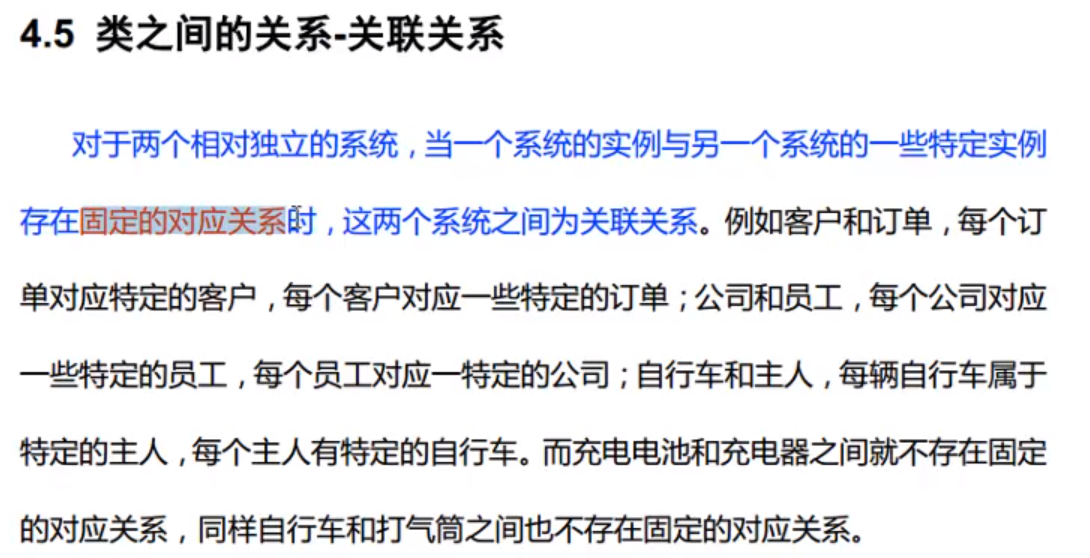 4.5 类之间的关系-关联关系
对于两个相对独立的系统，当一个系统的实例与另一个系统的一些特定实例
存在固定的对应关系时，这两个系统之间为关联关系。例如客户和订单，每个订
单对应特定的客户，每个客户对应一些特定的订单；公司和员工，每个公司对应
一些特定的员工，每个员工对应一特定的公司；自行车和主人，每辆自行车属于
特定的主人，每个主人有特定的自行车。而充电电池和充电器之间就不存在固定
的对应关系，同样自行车和打气筒之间也不存在固定的对应关系。